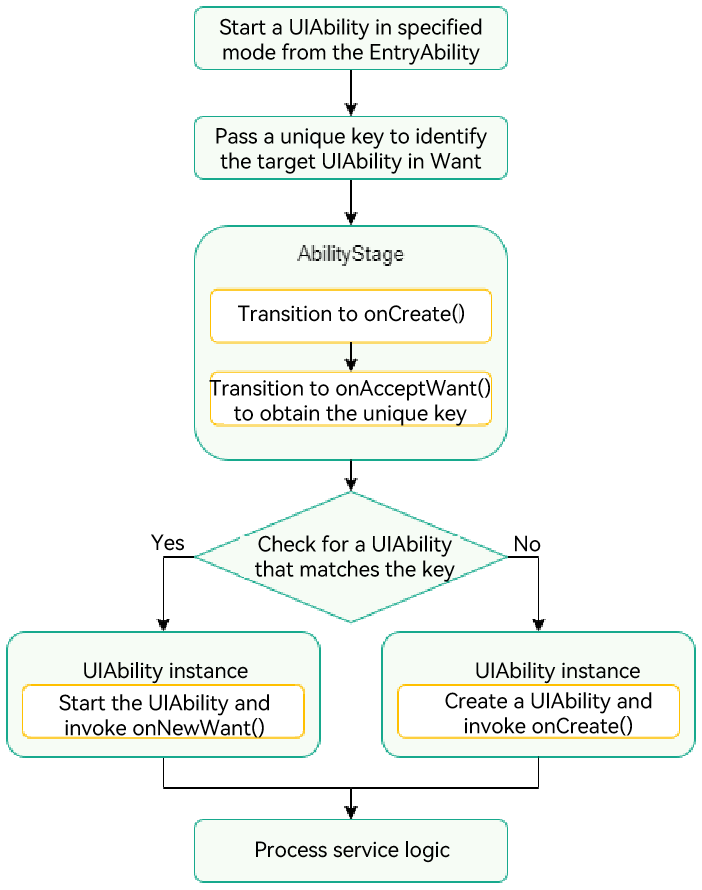 Start a UIAbility in specified
mode from the EntryAbility
Pass a unique key to identify
the target UIAbility in Want
AbilityStage
Transition to onCreate()
Transition to onAcceptWant()
to obtain the unique key
Check for a UIAbility
that matches the key
Yes
No
UIAbility instance
Start the UIAbility and
invoke onNewWant()
UIAbility instance
Create a UIAbility and
invoke onCreate()
Process service logic